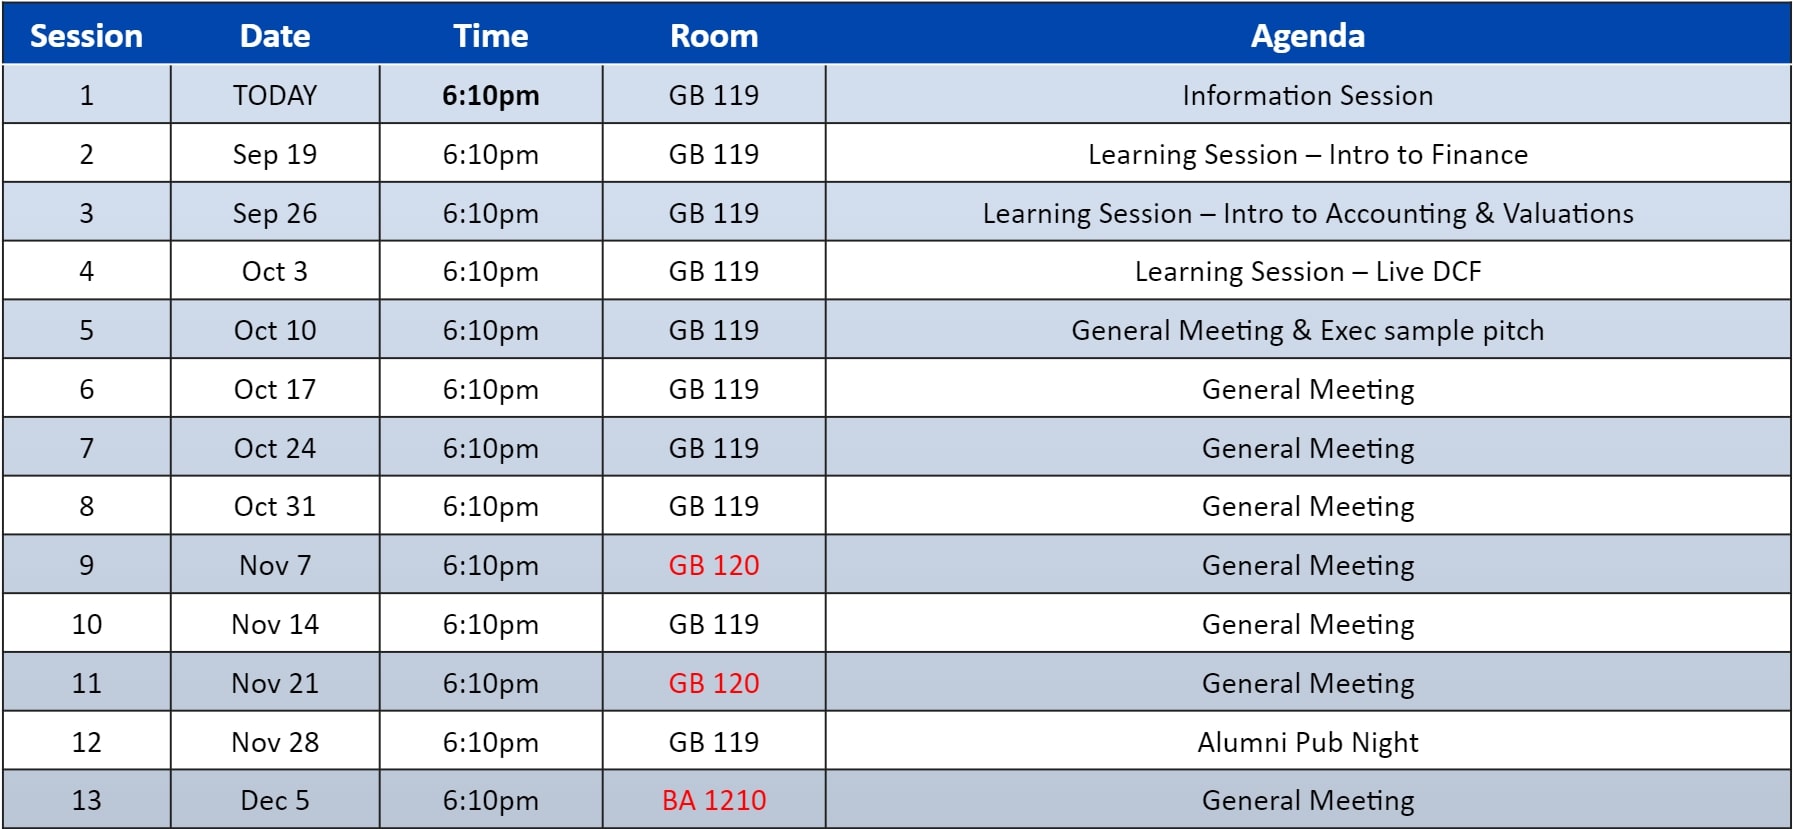 Session Date Time Room Agenda
1 TODAY 6:10pm GB 119 Information Session
2 Sep 19 6:10pm GB 119 Learning Session – Intro to Finance
3 Sep 26 6:10pm GB 119 Learning Session – Intro to Accounting & Valuations
4 Oct 3 6:10pm GB 119 Learning Session – Live DCF
5 Oct 10 6:10pm GB 119 General Meeting & Exec sample pitch
6 Oct 17 6:10pm GB 119 General Meeting
7 Oct 24 6:10pm GB 119 General Meeting
8 Oct 31 6:10pm GB 119 General Meeting
9 Nov 7 6:10pm GB 120 General Meeting
10 Nov 14 6:10pm GB 119 General Meeting
11 Nov 21 6:10pm GB 120 General Meeting
12 Nov 28 6:10pm GB 119 Alumni Pub Night
13 Dec 5 6:10pm BA 1210 General Meeting